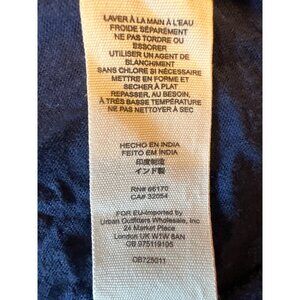 LAVER À LA MAIN À L'EAU
FROIDE SÉPARÉMENT
NE PAS TORDRE OU
ESSORER
UTILISER UN AGENT DE
BLANCHIMENT
SANS CHLORE SI NÉCESSAIRE
METTRE EN FORME ET
SÉCHER À PLAT
REPASSER, AU BESOIN,
À TRÈS BASSE TEMPÉRATURE
NE PAS NETTOYER À SEC
HECHO EN INDIA
FEITO EM INDIA
印度制造
インド製
RN# 66170
CA# 32054
FOR EU-imported by
Urban Outfitters Wholesale, Inc
24 Market Place
London UK W1W 8AN
GB 975119105
OB725011